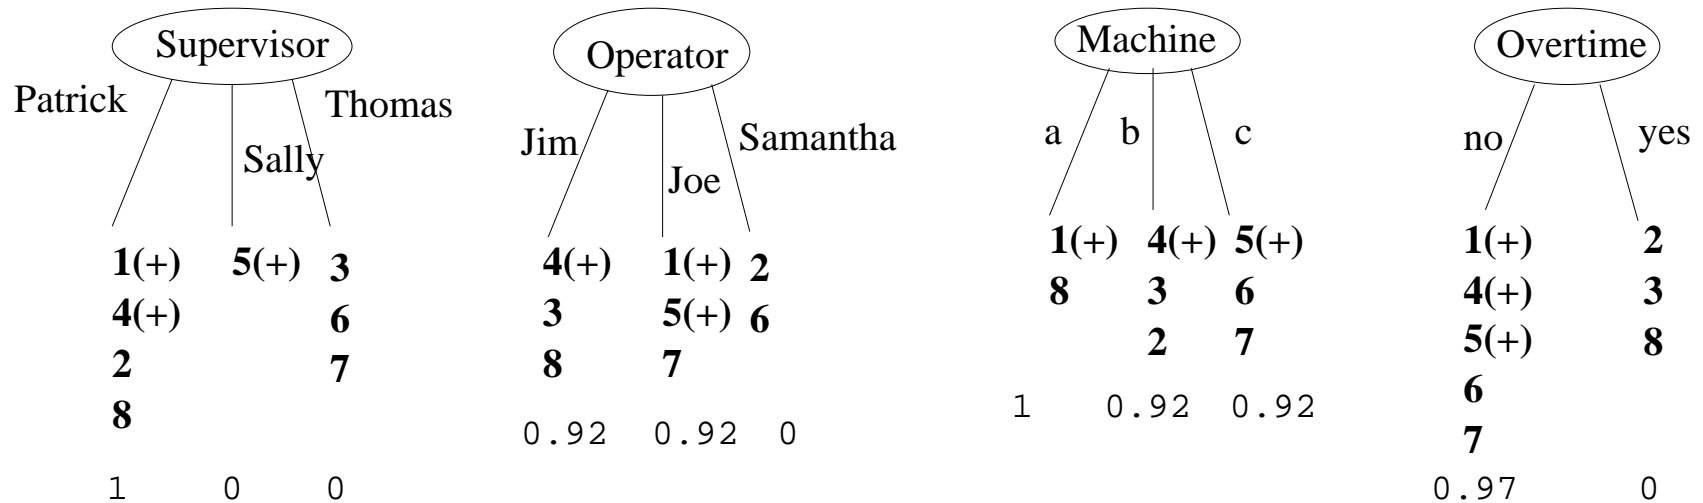 Supervisor
Patrick
Sally
Thomas
1(+) 5(+) 3
4(+) 6
2 7
8
1 0 0
Operator
Jim
Joe
Samantha
4(+) 1(+) 2
3 5(+) 6
8 7
0.92 0.92 0
Machine
a b c
1(+) 4(+) 5(+)
8 3 6
2 7
1 0.92 0.92
Overtime
no yes
1(+) 2
4(+) 3
5(+) 8
6
7
0.97 0